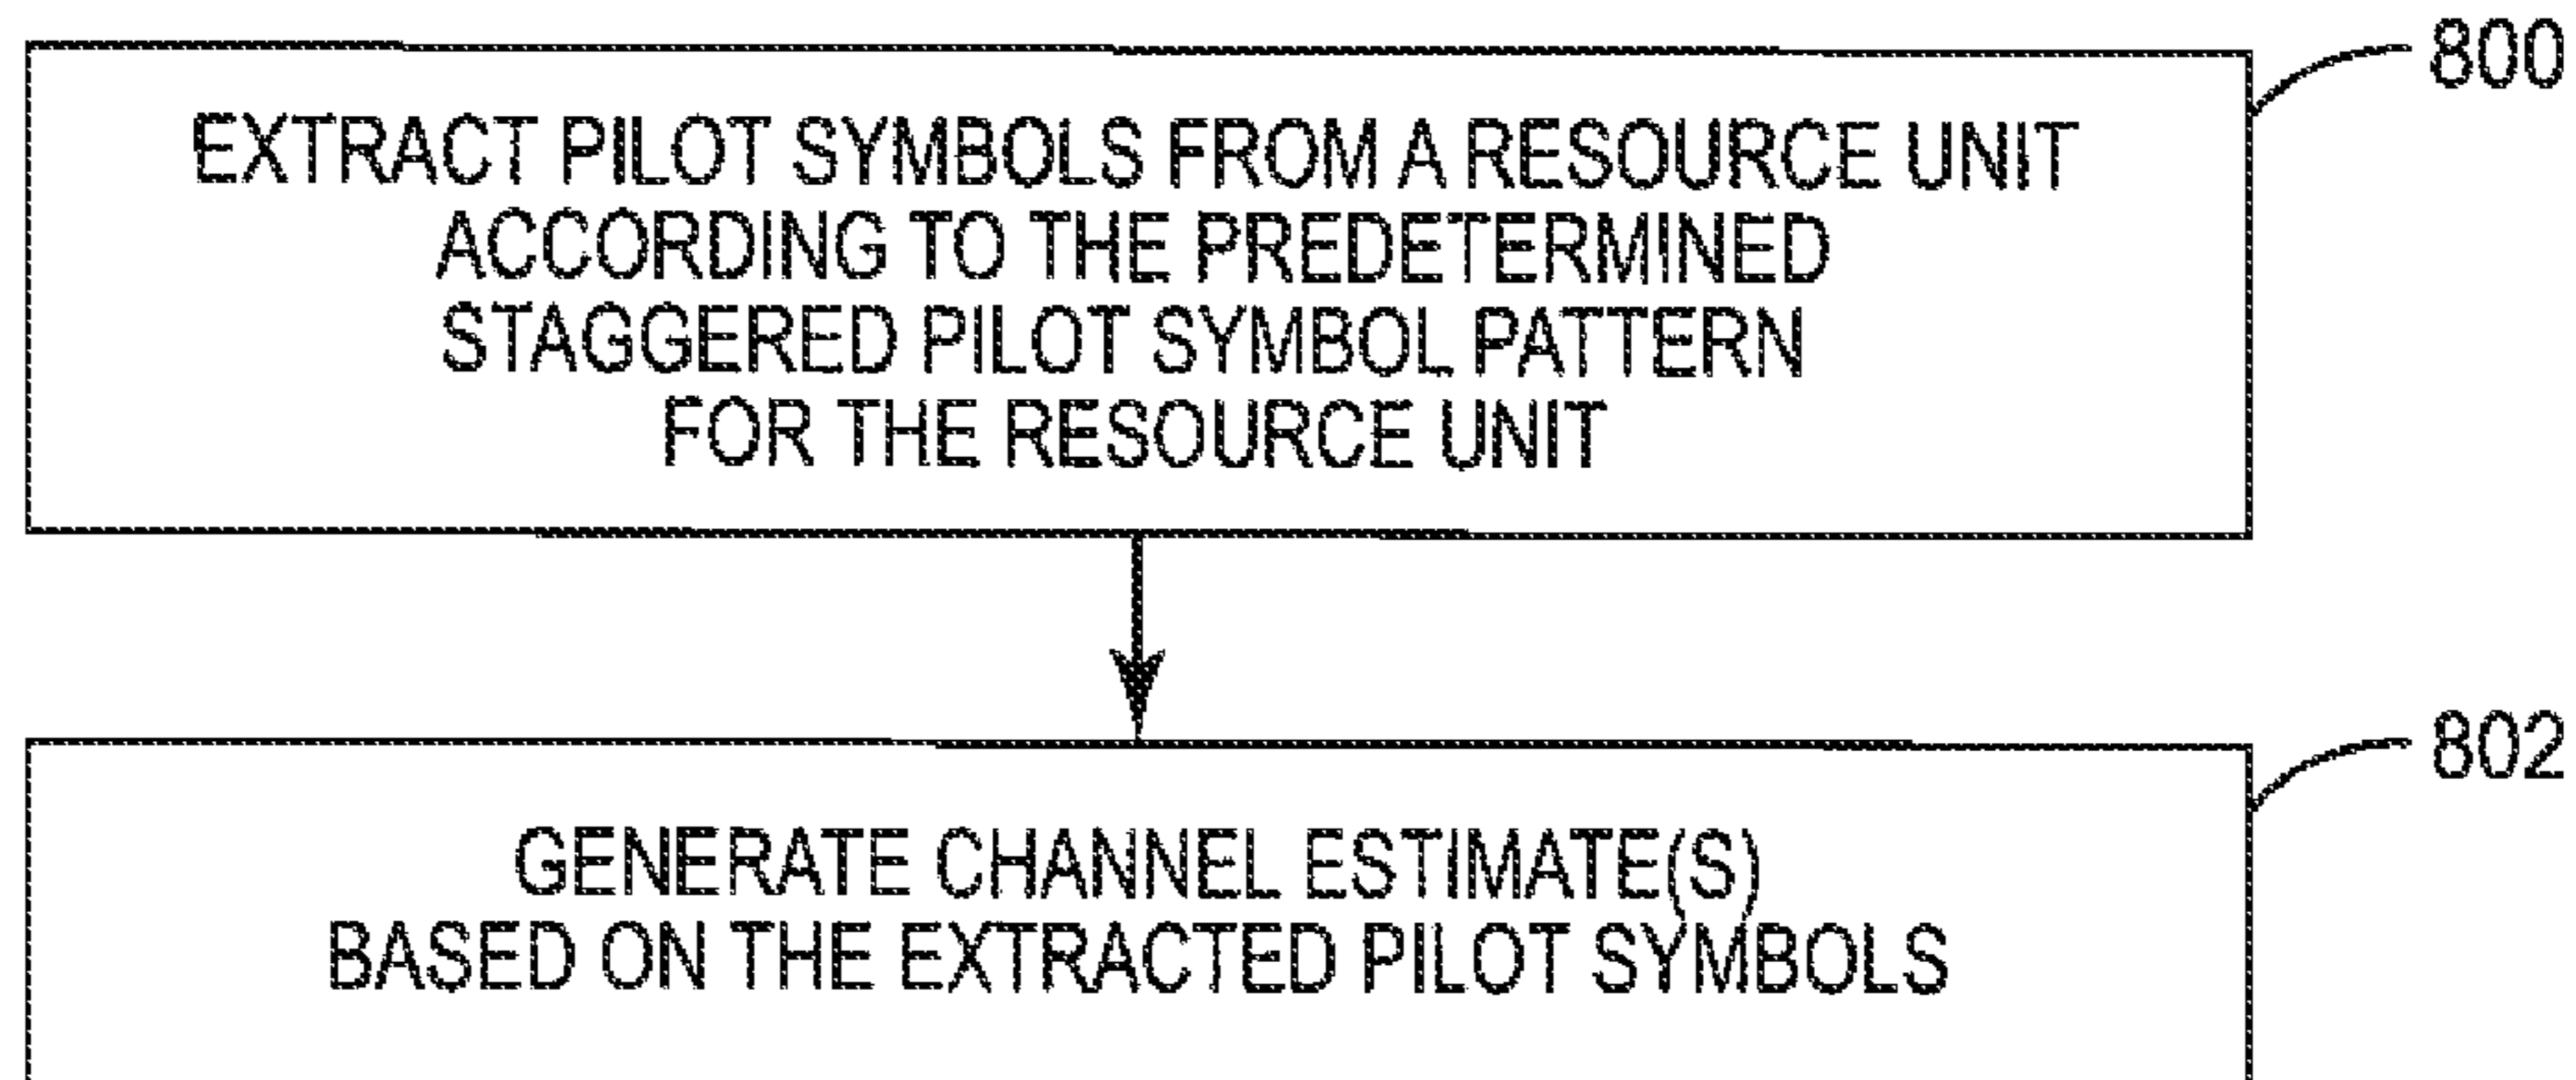 800
EXTRACT PILOT SYMBOLS FROM A RESOURCE UNIT
ACCORDING TO THE PREDETERMINED
STAGGERED PILOT SYMBOL PATTERN
FOR THE RESOURCE UNIT
802
GENERATE CHANNEL ESTIMATE(S)
BASED ON THE EXTRACTED PILOT SYMBOLS